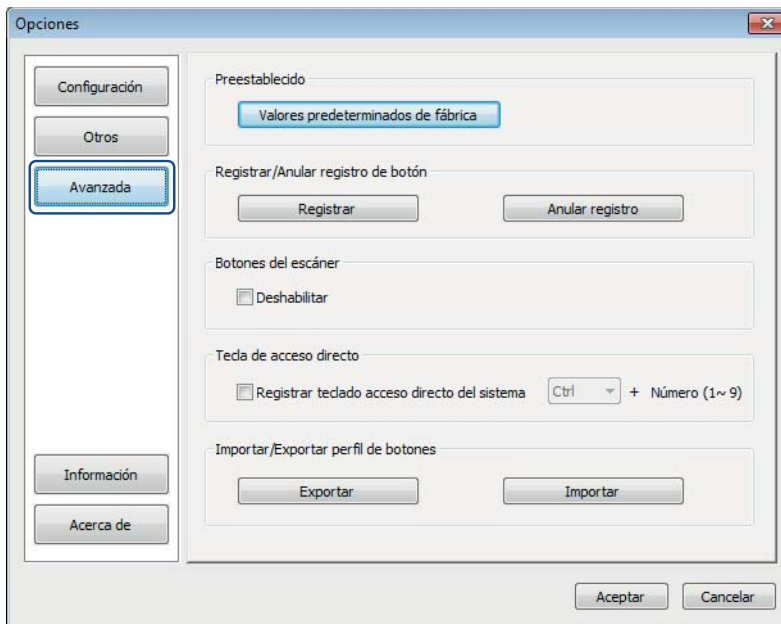 Opciones
Configuración
Otros
Avanzada
Información
Acerca de
Preestablecido
Valores predeterminados de fábrica
Registrar/Anular registro de botón
Registrar Anular registro
Botones del escáner
Deshabilitar
Tecla de acceso directo
Registrar teclado acceso directo del sistema Ctrl + Número (1~ 9)
Importar/Exportar perfil de botones
Exportar Importar
Aceptar Cancelar